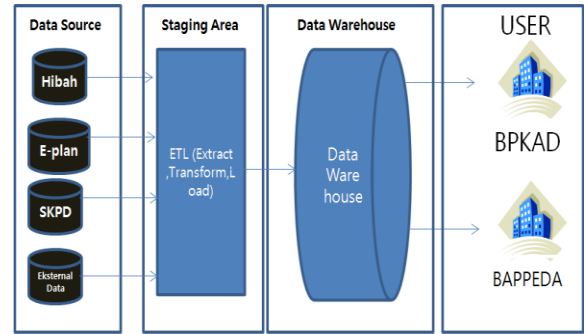 Data Source
Hibah
E-plan
SKPD
Eksternal
Data
Staging Area
ETL (Extract
,Transform,L
oad)
Data Warehouse
Data
Ware
house
USER
BPKAD
BAPPEDA